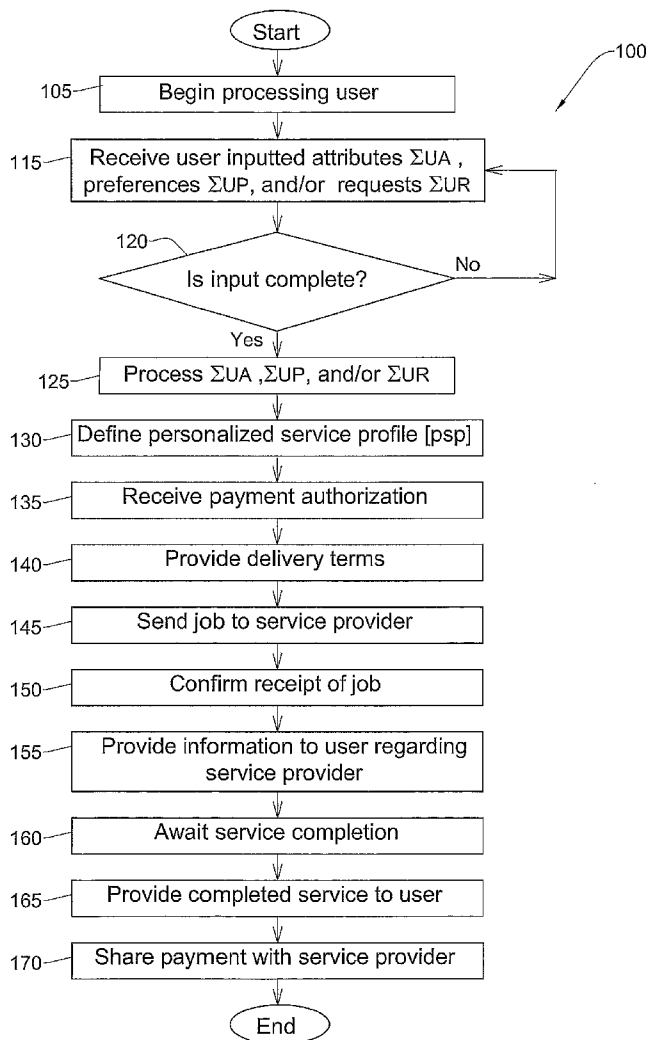 Start
100
105
Begin processing user
115
Receive user inputted attributes ΣUA ,
preferences ΣUP, and/or requests ΣUR
120
Is input complete?
No
Yes
125
Process ΣUA ,ΣUP, and/or ΣUR
130
Define personalized service profile [psp]
135
Receive payment authorization
140
Provide delivery terms
145
Send job to service provider
150
Confirm receipt of job
155
Provide information to user regarding
service provider
160
Await service completion
165
Provide completed service to user
170
Share payment with service provider
End